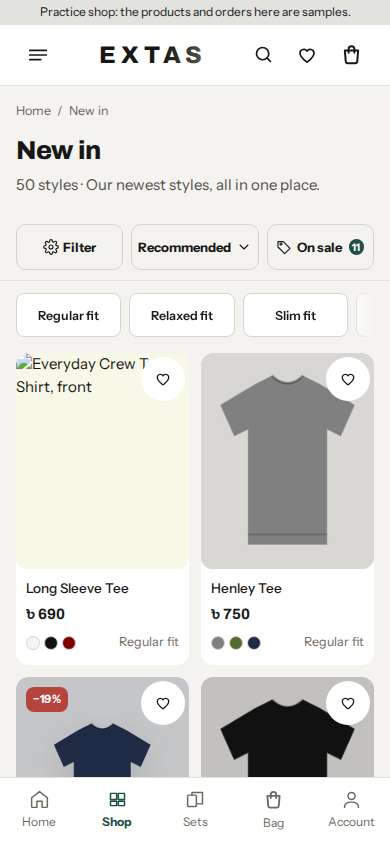 Practice shop: the products and orders here are samples.
EXTAS
Home / New in
New in
50 styles · Our newest styles, all in one place.
Filter
Recommended
On sale 11
Regular fit
Relaxed fit
Slim fit
Everyday Crew T
Shirt, front
Long Sleeve Tee
৳ 690
Regular fit
Henley Tee
৳ 750
Regular fit
−19%
Home
Shop
Sets
Bag
Account